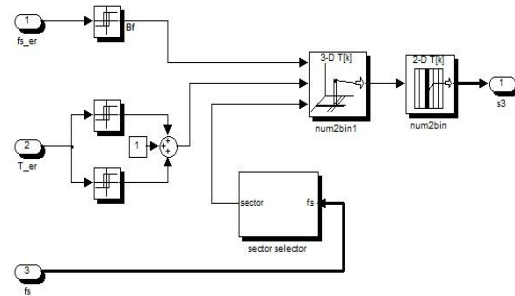 1
fs_er
Bf
3-D T[k]
num2bin1
2-D T[k]
num2bin
1
s3
2
T_er
1
+
+
+
sector
fs
sector selector
3
fs